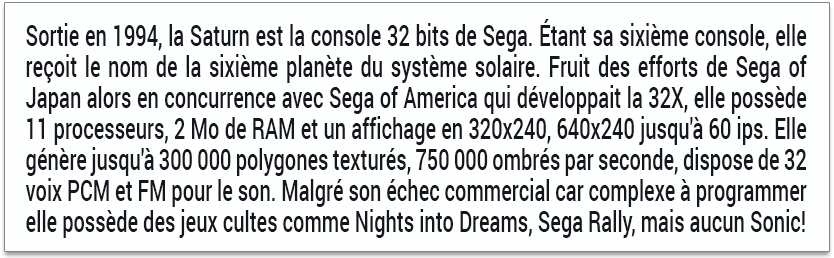 Sortie en 1994, la Saturn est la console 32 bits de Sega. Étant sa sixième console, elle
reçoit le nom de la sixième planète du système solaire. Fruit des efforts de Sega of
Japan alors en concurrence avec Sega of America qui développait la 32X, elle possède
11 processeurs, 2 Mo de RAM et un affichage en 320x240, 640x240 jusqu'à 60 ips. Elle
génère jusqu'à 300 000 polygones texturés, 750 000 ombrés par seconde, dispose de 32
voix PCM et FM pour le son. Malgré son échec commercial car complexe à programmer
elle possède des jeux cultes comme Nights into Dreams, Sega Rally, mais aucun Sonic!